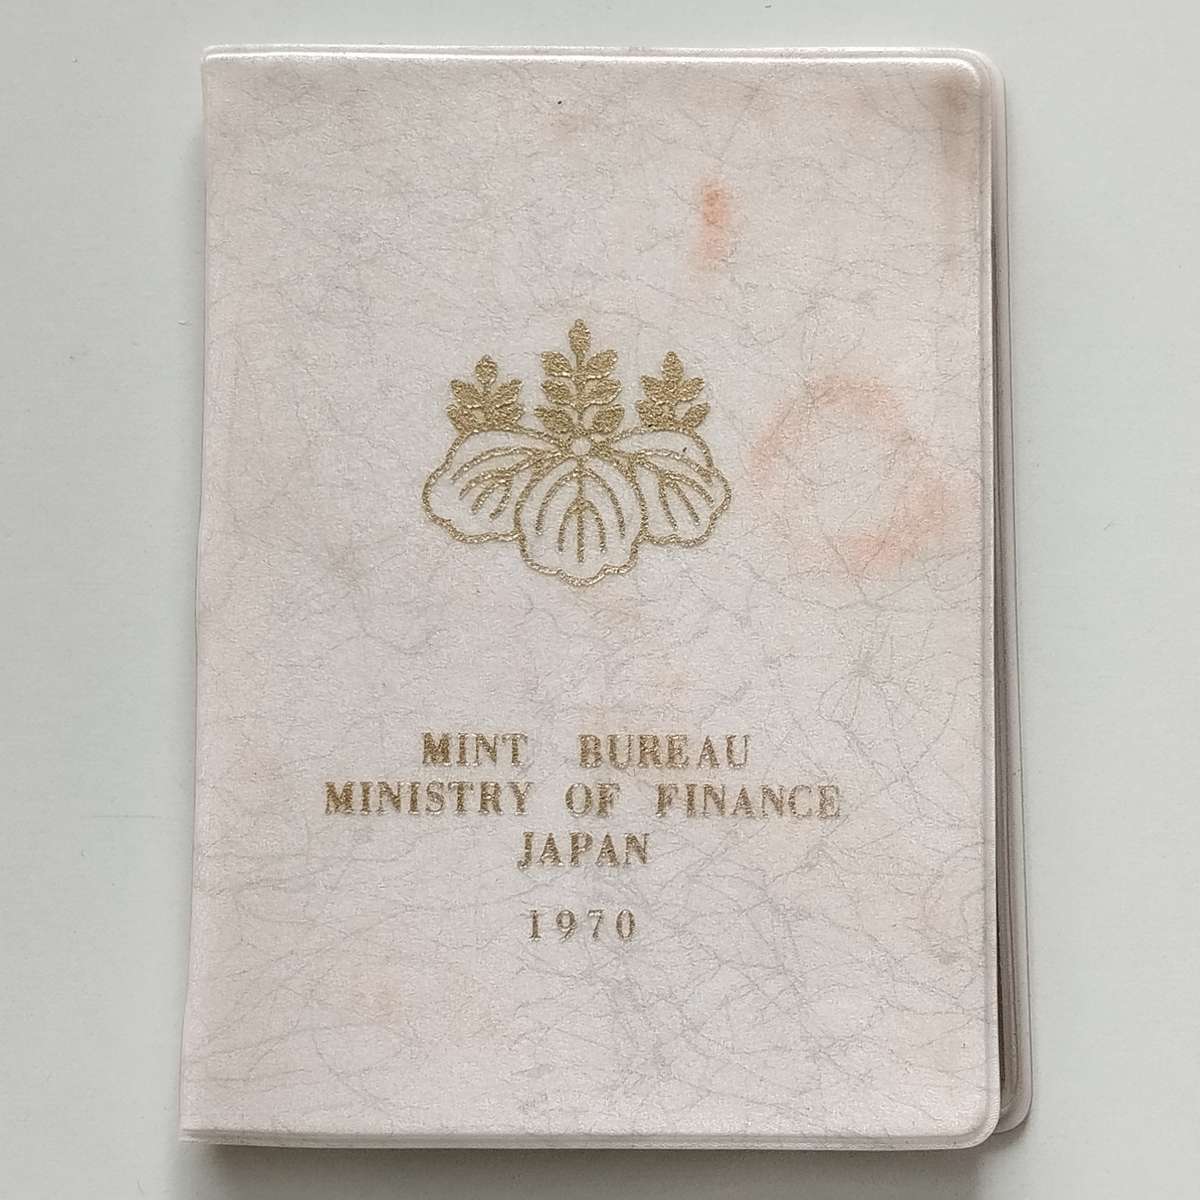 MINT BUREAU
MINISTRY OF FINANCE
JAPAN
1970